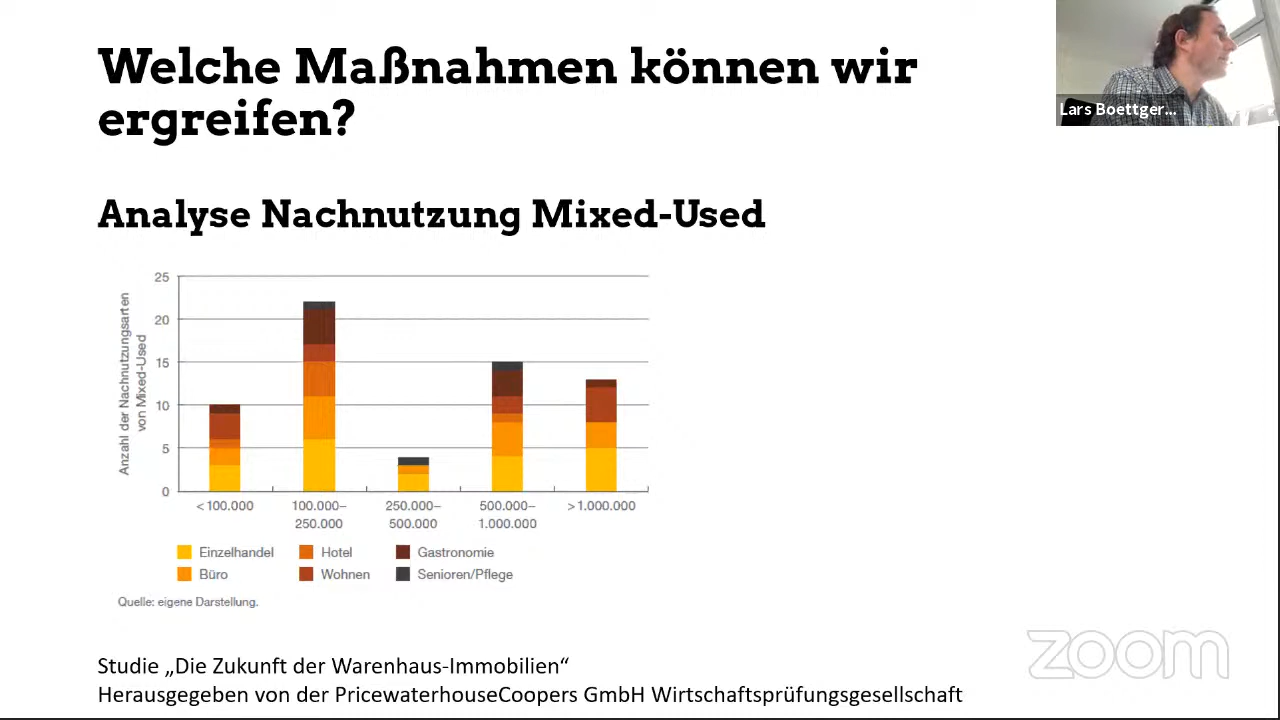 Welche Maßnahmen können wir
ergreifen?
Lars Boettger...
Analyse Nachnutzung Mixed-Used
Anzahl der Nachnutzungsarten
von Mixed-Used
25
20
15
10
5
0
<100.000
100.000–
250.000
250.000–
500.000
500.000–
1.000.000
>1.000.000
Einzelhandel
Hotel
Gastronomie
Büro
Wohnen
Senioren/Pflege
Quelle: eigene Darstellung.
Studie „Die Zukunft der Warenhaus-Immobilien“
Herausgegeben von der PricewaterhouseCoopers GmbH Wirtschaftsprüfungsgesellschaft
zoom